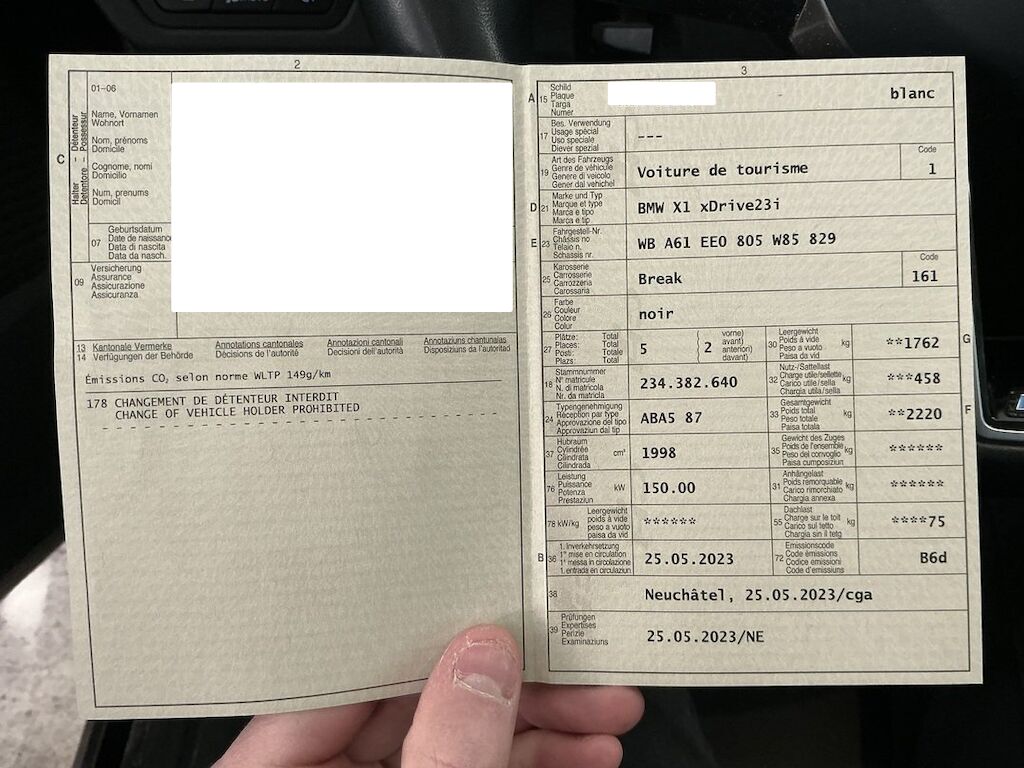 2
01–06
Name, Vornamen
Wohnort
Nom, prénoms
Domicile
Cognome, nomi
Domicilio
Num, prenums
Domicil
C
Halter – Détenteur
Detentore – Possessur
07
Geburtsdatum
Date de naissance
Data di nascita
Data da nasch.
09
Versicherung
Assurance
Assicurazione
Assicuranza
13 Kantonale Vermerke Annotations cantonales Annotazioni cantonali Annotaziuns chantunalas
14 Verfügungen der Behörde Décisions de l'autorité Decisioni dell'autorità Disposiziuns da l'autoritad
Émissions CO₂ selon norme WLTP 149g/km
178 CHANGEMENT DE DÉTENTEUR INTERDIT
CHANGE OF VEHICLE HOLDER PROHIBITED
3
A 15
Schild
Plaque
Targa
Numer
blanc
17
Bes. Verwendung
Usage spécial
Uso speciale
Diever spezial
---
19
Art des Fahrzeugs
Genre de véhicule
Genere di veicolo
Gener dal vehichel
Voiture de tourisme
Code
1
D 21
Marke und Typ
Marque et type
Marca e tipo
Marca e tip
BMW X1 xDrive23i
E 23
Fahrgestell-Nr.
Châssis no
Telaio n.
Schassis nr.
WB A61 EE0 805 W85 829
25
Karosserie
Carrosserie
Carrozzeria
Carossaria
Break
Code
161
26
Farbe
Couleur
Colore
Colur
noir
27
Plätze: Total
Places: Total
Posti: Totale
Plazs: Total
5
vorne)
avant)
anteriori)
davant)
2
30
Leergewicht
Poids à vide
Peso a vuoto
Paisa da vid
kg
**1762
G
18
Stammnummer
N° matricule
N. di matricola
Nr. da matricla
234.382.640
32
Nutz-/Sattellast
Charge utile/sellette
Carico utile/sella
Chargia utila/sella
kg
***458
24
Typengenehmigung
Réception par type
Approvazione del tipo
Approvaziun dal tip
ABA5 87
33
Gesamtgewicht
Poids total
Peso totale
Paisa totala
kg
**2220
F
37
Hubraum
Cylindrée
Cilindrata
Cilindrada
cm³
1998
35
Gewicht des Zuges
Poids de l'ensemble
Peso del convoglio
Paisa cumposiziun
kg
******
76
Leistung
Puissance
Potenza
Prestaziun
kW
150.00
31
Anhängelast
Poids remorquable
Carico rimorchiato
Chargia annexa
kg
******
78 kW/kg
Leergewicht
poids à vide
peso a vuoto
paisa da vid
******
55
Dachlast
Charge sur le toit
Carico sul tetto
Chargia sin il tetg
kg
****75
B 36
1. Inverkehrsetzung
1re mise en circulation
1a messa in circolazione
1. entrada en circulaziun
25.05.2023
72
Emissionscode
Code émissions
Codice emissioni
Code d'emissiuns
B6d
38
Neuchâtel, 25.05.2023/cga
39
Prüfungen
Expertises
Perizie
Examinaziuns
25.05.2023/NE